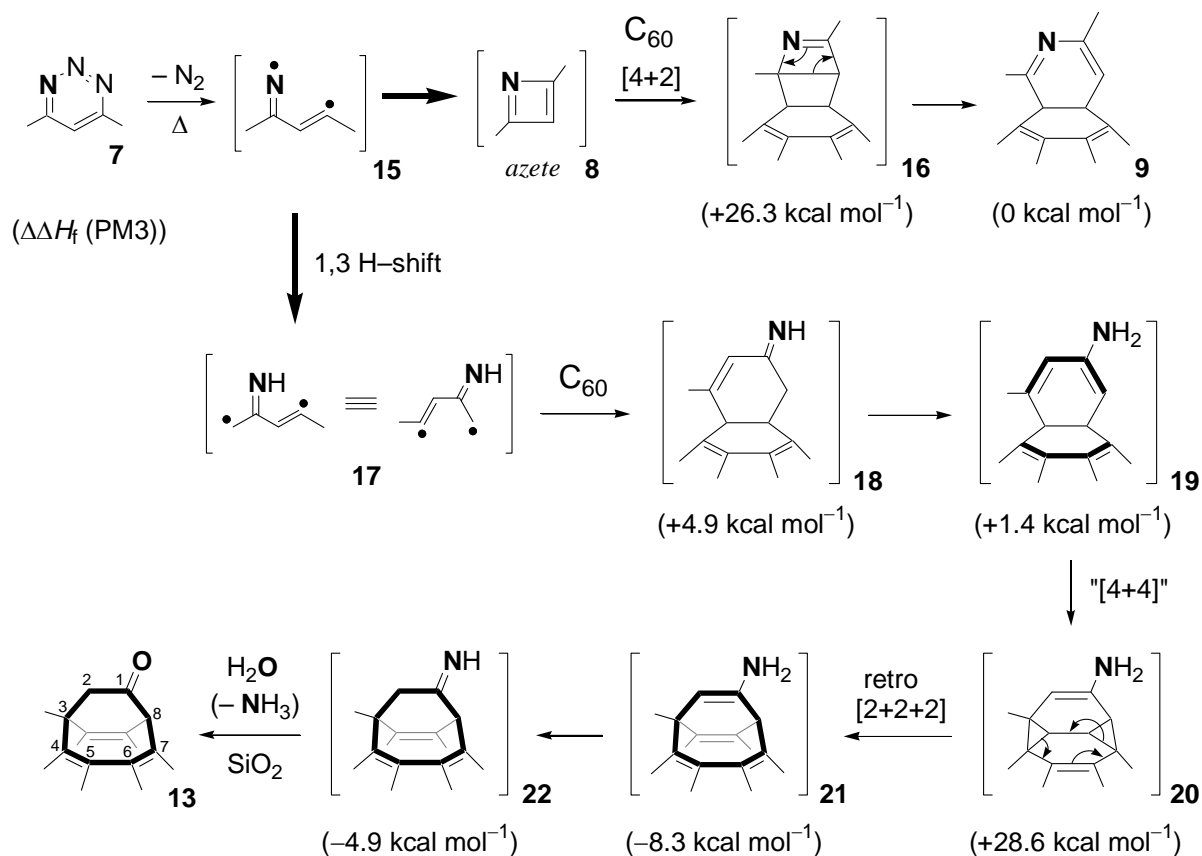 N N N
– N₂
Δ
7
N
15
N
azete 8
C₆₀
[4+2]
N
16
N
9
(ΔΔHf (PM3))
(+26.3 kcal mol⁻¹)
(0 kcal mol⁻¹)
1,3 H–shift
NH
NH
17
C₆₀
NH
18
NH₂
19
(+4.9 kcal mol⁻¹)
(+1.4 kcal mol⁻¹)
"[4+4]"
O
1
2
3
4
5
6
7
8
13
H₂O
(– NH₃)
SiO₂
NH
22
NH₂
21
retro
[2+2+2]
NH₂
20
(–4.9 kcal mol⁻¹)
(–8.3 kcal mol⁻¹)
(+28.6 kcal mol⁻¹)